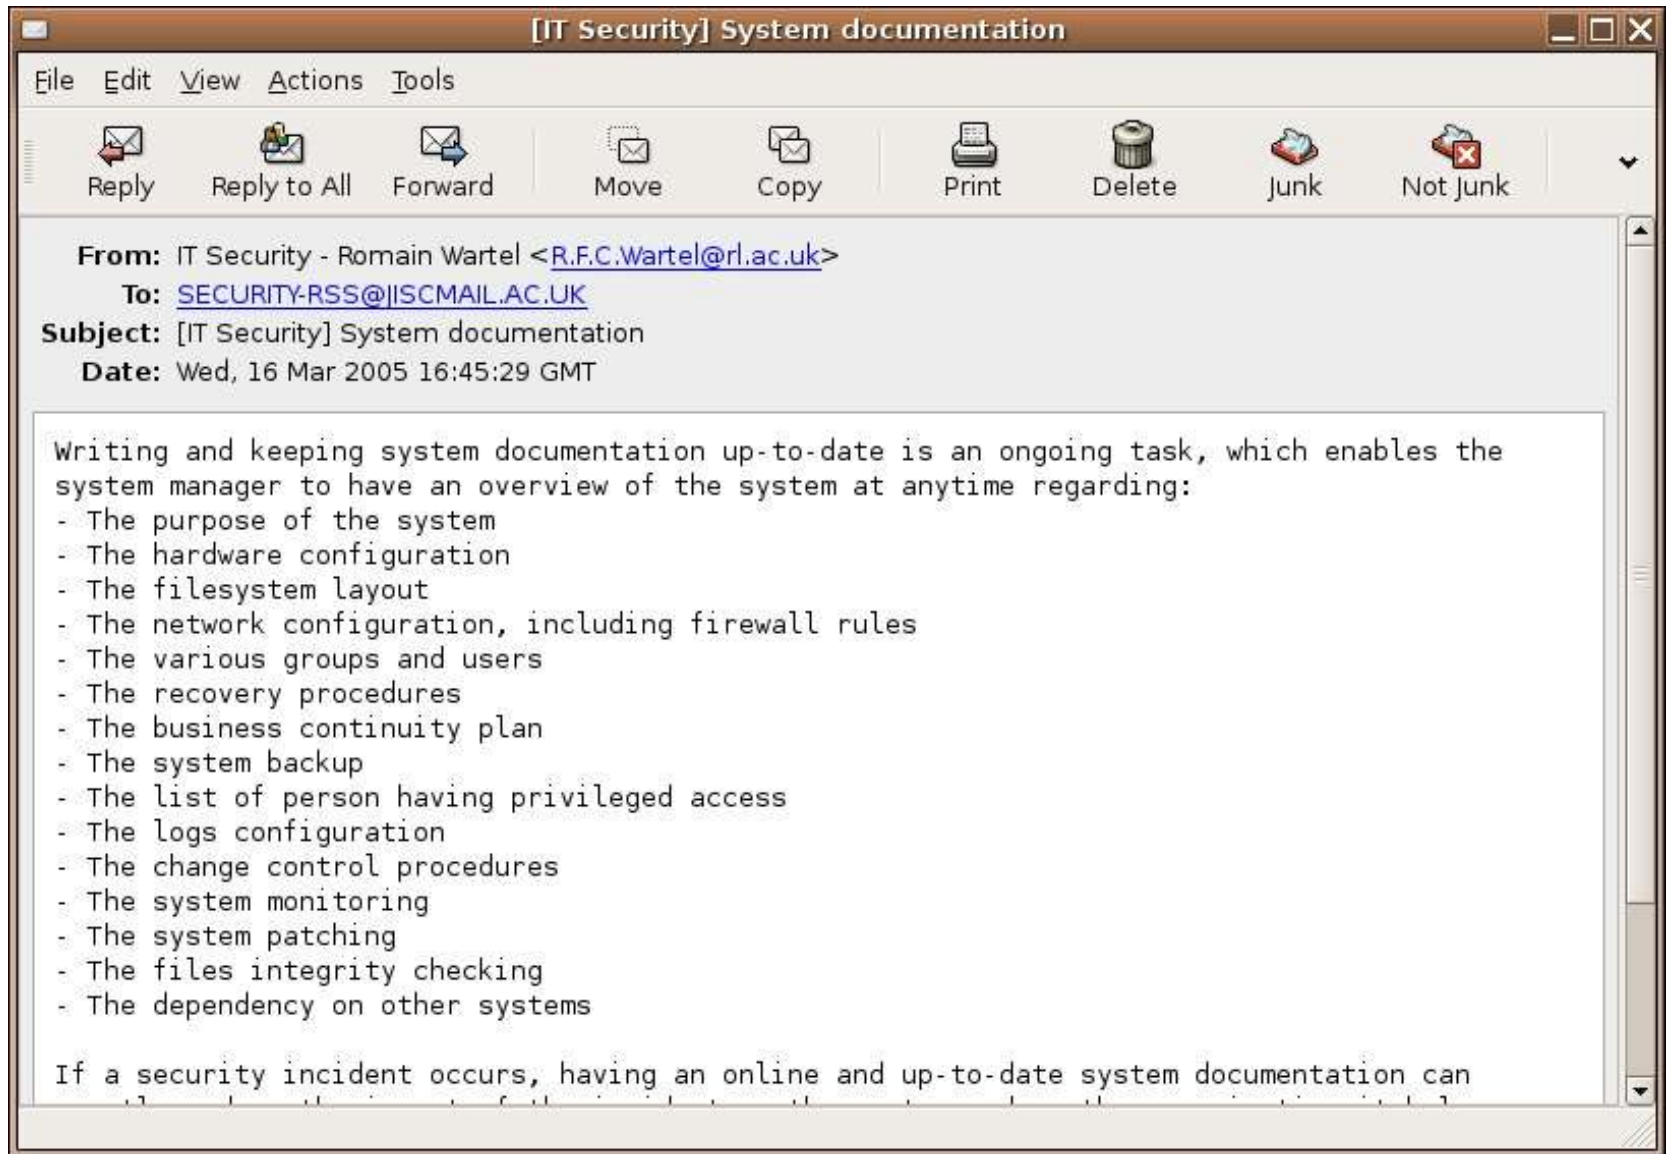 [IT Security] System documentation
File Edit View Actions Tools
Reply Reply to All Forward Move Copy Print Delete Junk Not Junk
From: IT Security - Romain Wartel <R.F.C.Wartel@rl.ac.uk>
To: SECURITY-RSS@JISCMAIL.AC.UK
Subject: [IT Security] System documentation
Date: Wed, 16 Mar 2005 16:45:29 GMT
Writing and keeping system documentation up-to-date is an ongoing task, which enables the
system manager to have an overview of the system at anytime regarding:
- The purpose of the system
- The hardware configuration
- The filesystem layout
- The network configuration, including firewall rules
- The various groups and users
- The recovery procedures
- The business continuity plan
- The system backup
- The list of person having privileged access
- The logs configuration
- The change control procedures
- The system monitoring
- The system patching
- The files integrity checking
- The dependency on other systems
If a security incident occurs, having an online and up-to-date system documentation can